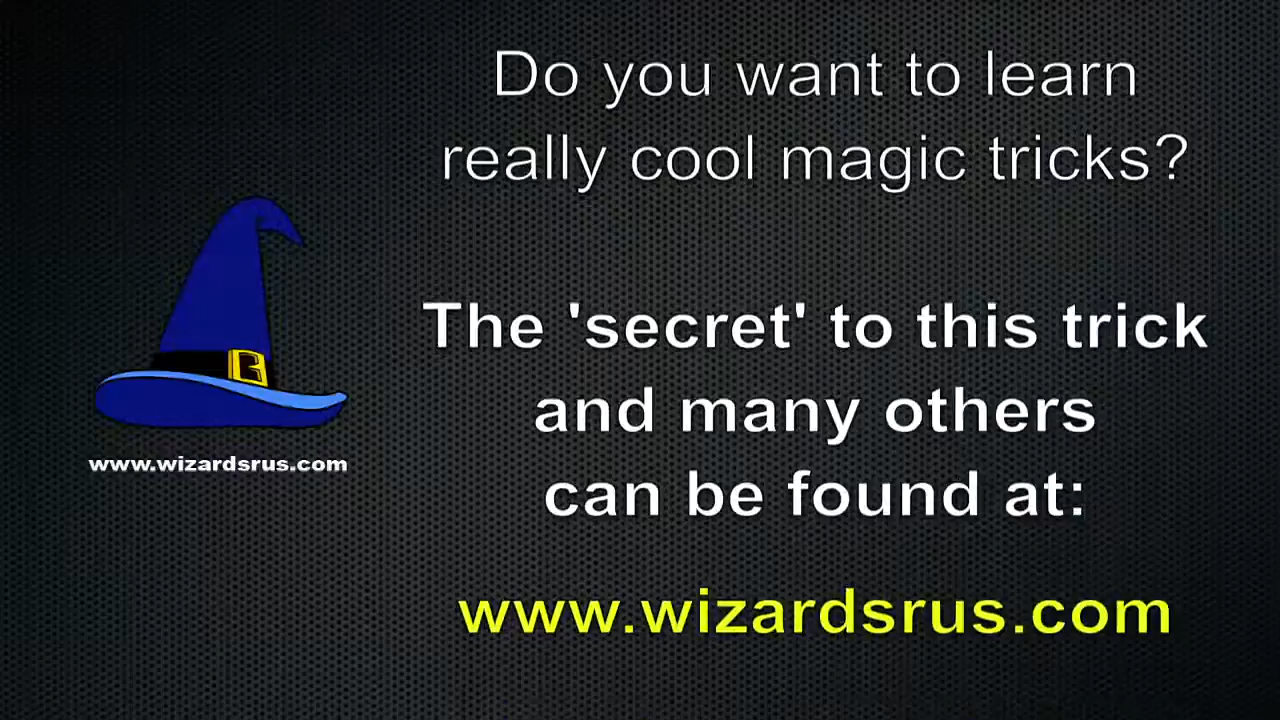 Do you want to learn
really cool magic tricks?
The 'secret' to this trick
and many others
can be found at:
www.wizardsrus.com
www.wizardsrus.com